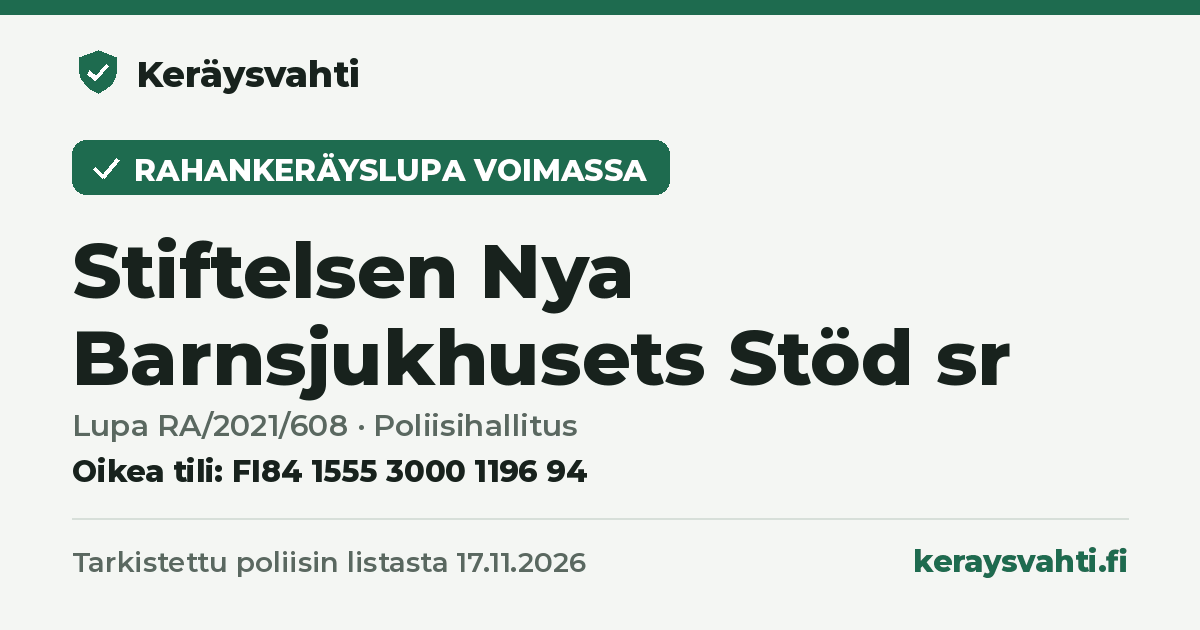 Keräysvahti
RAHANKERÄYSLUPA VOIMASSA
Stiftelsen Nya
Barnsjukhusets Stöd sr
Lupa RA/2021/608 · Poliisihallitus
Oikea tili: FI84 1555 3000 1196 94
Tarkistettu poliisin listasta 17.11.2026
keraysvahti.fi